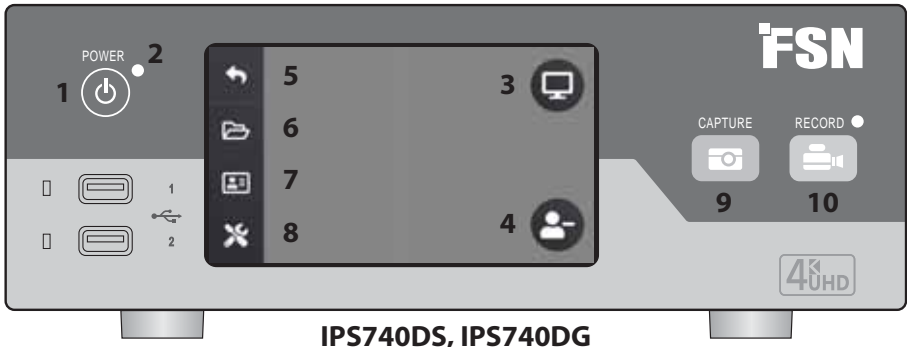 POWER
2
1
5
3
FSN
6
CAPTURE
RECORD
7
9
10
1
2
8
4
4K UHD
IPS740DS, IPS740DG